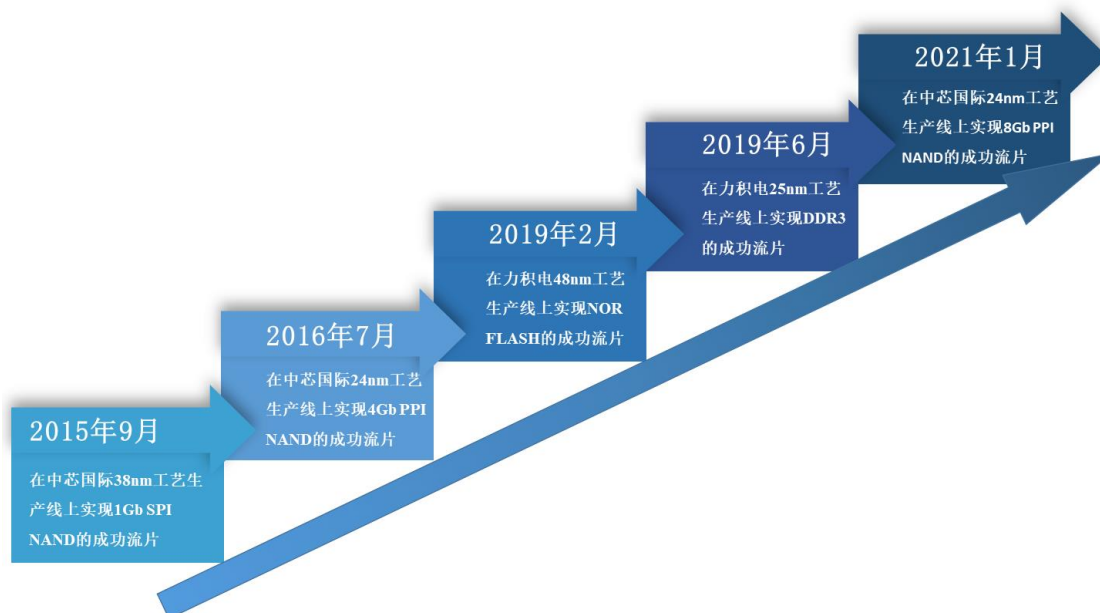 2015年9月
在中芯国际38nm工艺生
产线上实现1Gb SPI
NAND的成功流片
2016年7月
在中芯国际24nm工艺
生产线上实现4Gb PPI
NAND的成功流片
2019年2月
在力积电48nm工艺
生产线上实现NOR
FLASH的成功流片
2019年6月
在力积电25nm工艺
生产线上实现DDR3
的成功流片
2021年1月
在中芯国际24nm工艺
生产线上实现8Gb PPI
NAND的成功流片